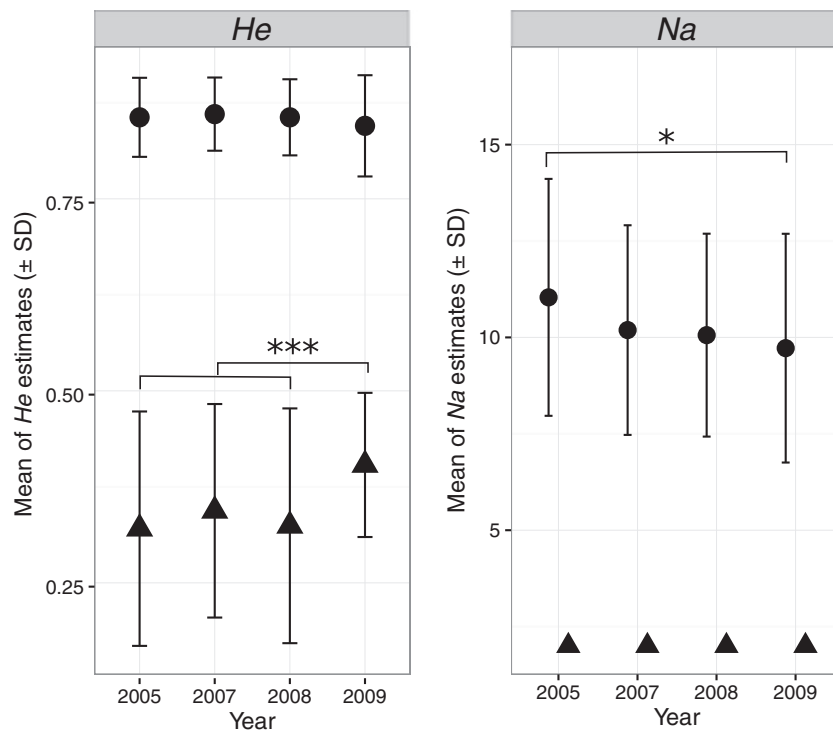 He
Mean of He estimates (± SD)
0.75
0.50
0.25
***
2005 2007 2008 2009
Year
Na
Mean of Na estimates (± SD)
15
10
5
*
2005 2007 2008 2009
Year